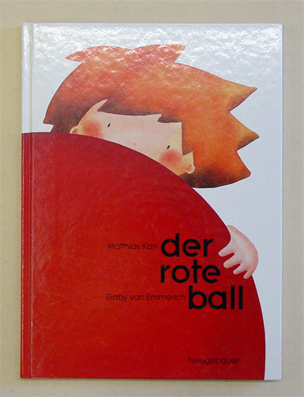 Matthias Karl der
rote
Gaby van Emmerich ball
Neugebauer